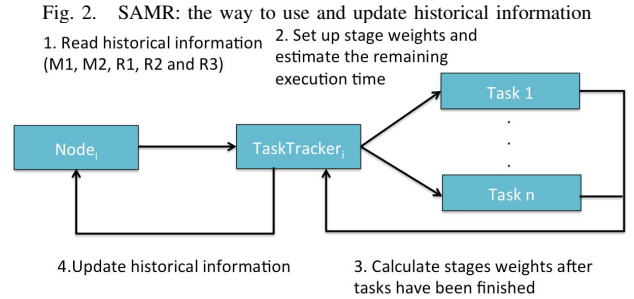 Fig. 2. SAMR: the way to use and update historical information
1. Read historical information
(M1, M2, R1, R2 and R3)
2. Set up stage weights and
estimate the remaining
execution time
Task 1
Node i
TaskTracker i
.
.
.
Task n
4.Update historical information
3. Calculate stages weights after
tasks have been finished